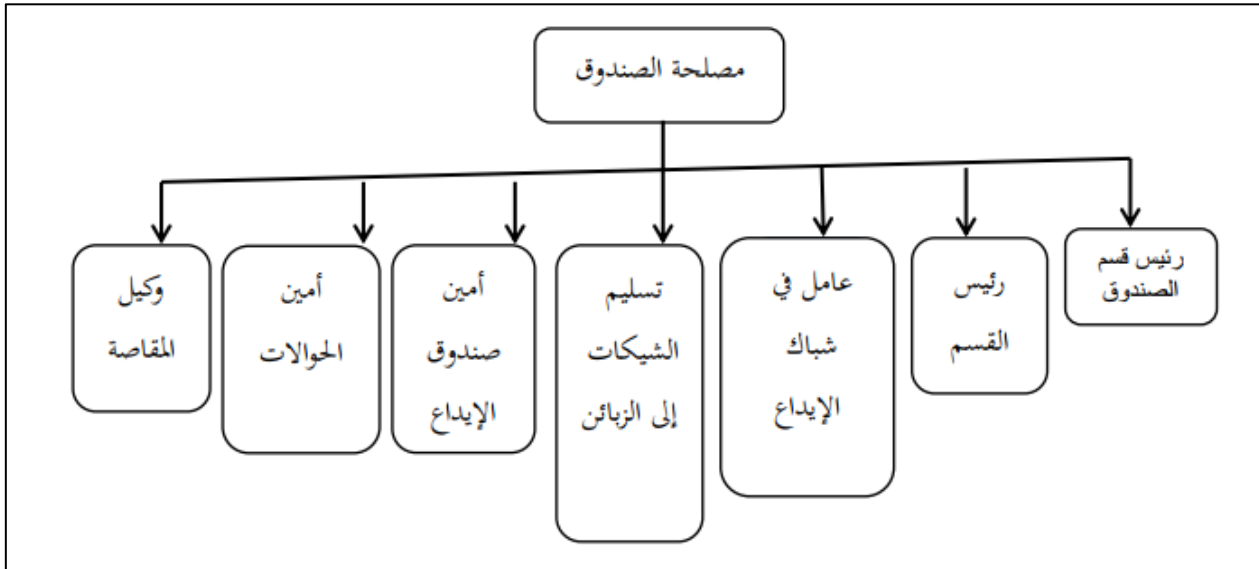 مصلحة الصندوق
رئيس قسم
الصندوق
رئيس
القسم
عامل في
شباك
الإيداع
تسليم
الشيكات
إلى الزبائن
أمين
صندوق
الإيداع
أمين
الحوالات
وكيل
المقاصة